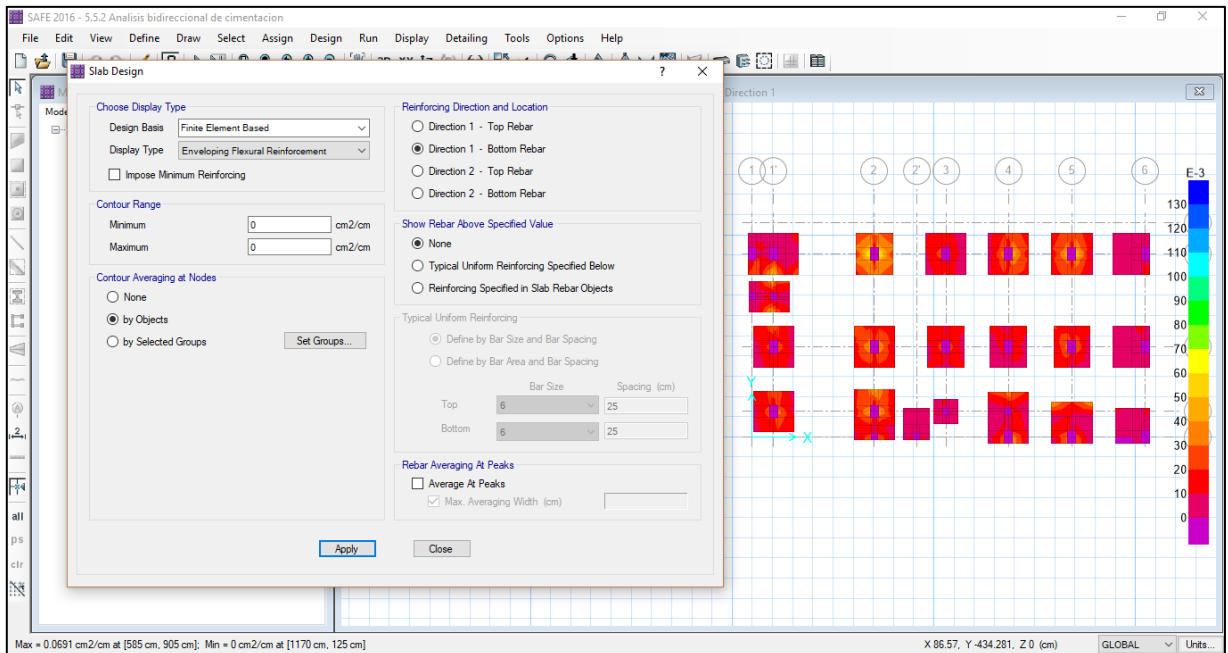 SAFE 2016 - 5.5.2 Analisis bidireccional de cimentacion
File Edit View Define Draw Select Assign Design Run Display Detailing Tools Options Help
Slab Design
? X
Direction 1
Mode
Choose Display Type
Design Basis Finite Element Based
Display Type Enveloping Flexural Reinforcement
Impose Minimum Reinforcing
Contour Range
Minimum 0 cm2/cm
Maximum 0 cm2/cm
Contour Averaging at Nodes
None
by Objects
by Selected Groups Set Groups...
Reinforcing Direction and Location
Direction 1 - Top Rebar
Direction 1 - Bottom Rebar
Direction 2 - Top Rebar
Direction 2 - Bottom Rebar
Show Rebar Above Specified Value
None
Typical Uniform Reinforcing Specified Below
Reinforcing Specified in Slab Rebar Objects
Typical Uniform Reinforcing
Define by Bar Size and Bar Spacing
Define by Bar Area and Bar Spacing
Bar Size Spacing (cm)
Top 6 25
Bottom 6 25
Rebar Averaging At Peaks
Average At Peaks
Max. Averaging Width (cm)
Apply Close
1 1' 2 2' 3 4 5 6
E-3
130
120
110
100
90
80
70
60
50
40
30
20
10
0
Y
X
all
ps
clr
Max = 0.0691 cm2/cm at [585 cm, 905 cm]; Min = 0 cm2/cm at [1170 cm, 125 cm]
X 86.57, Y -434.281, Z 0 (cm) GLOBAL Units...